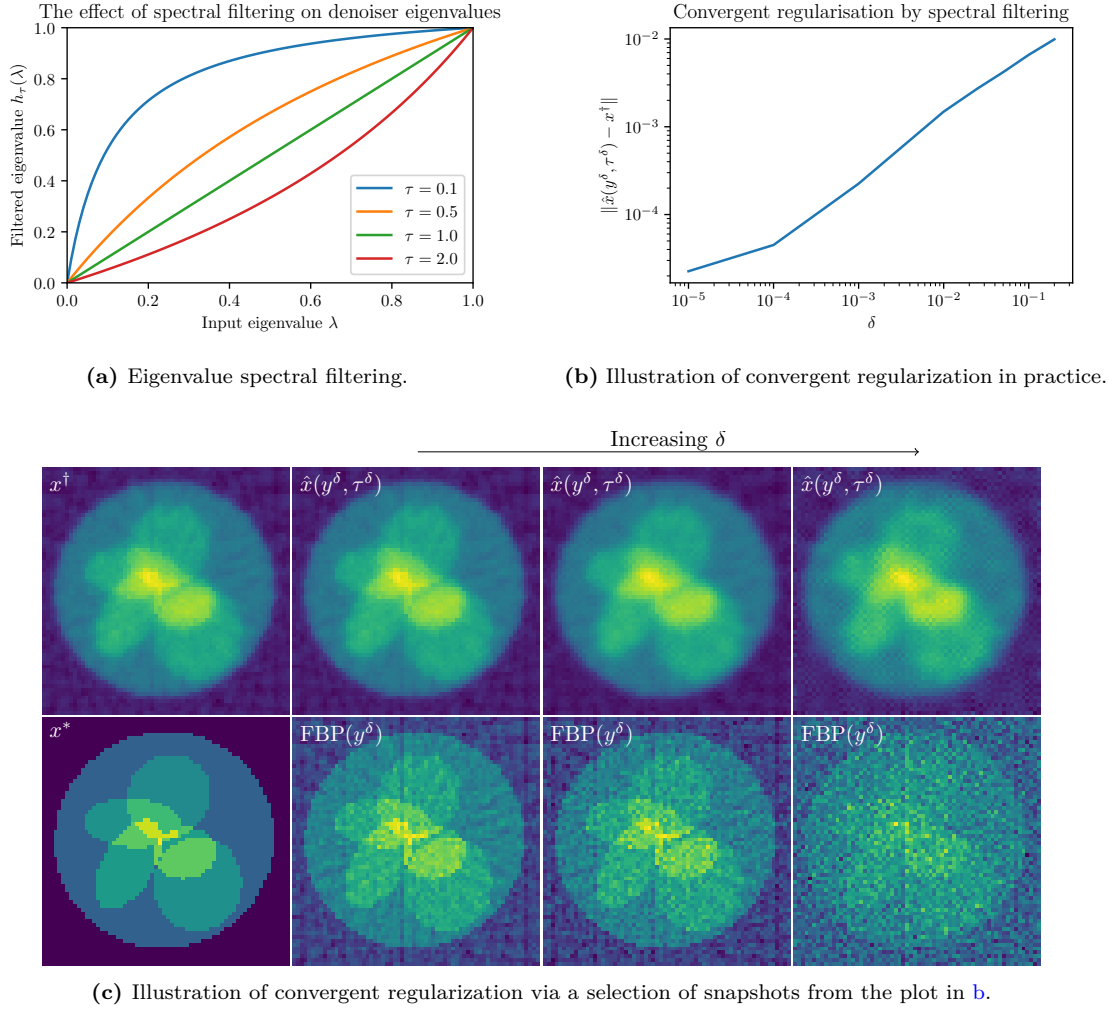 The effect of spectral filtering on denoiser eigenvalues
1.0
0.8
0.6
0.4
0.2
0.0
Filtered eigenvalue h_τ(λ)
τ = 0.1
τ = 0.5
τ = 1.0
τ = 2.0
0.0 0.2 0.4 0.6 0.8 1.0
Input eigenvalue λ
(a) Eigenvalue spectral filtering.
Convergent regularisation by spectral filtering
10⁻²
10⁻³
10⁻⁴
‖x̂(y^δ, τ^δ) − x^†‖
10⁻⁵ 10⁻⁴ 10⁻³ 10⁻² 10⁻¹
δ
(b) Illustration of convergent regularization in practice.
Increasing δ
x^† x̂(y^δ, τ^δ) x̂(y^δ, τ^δ) x̂(y^δ, τ^δ)
x* FBP(y^δ) FBP(y^δ) FBP(y^δ)
(c) Illustration of convergent regularization via a selection of snapshots from the plot in b.